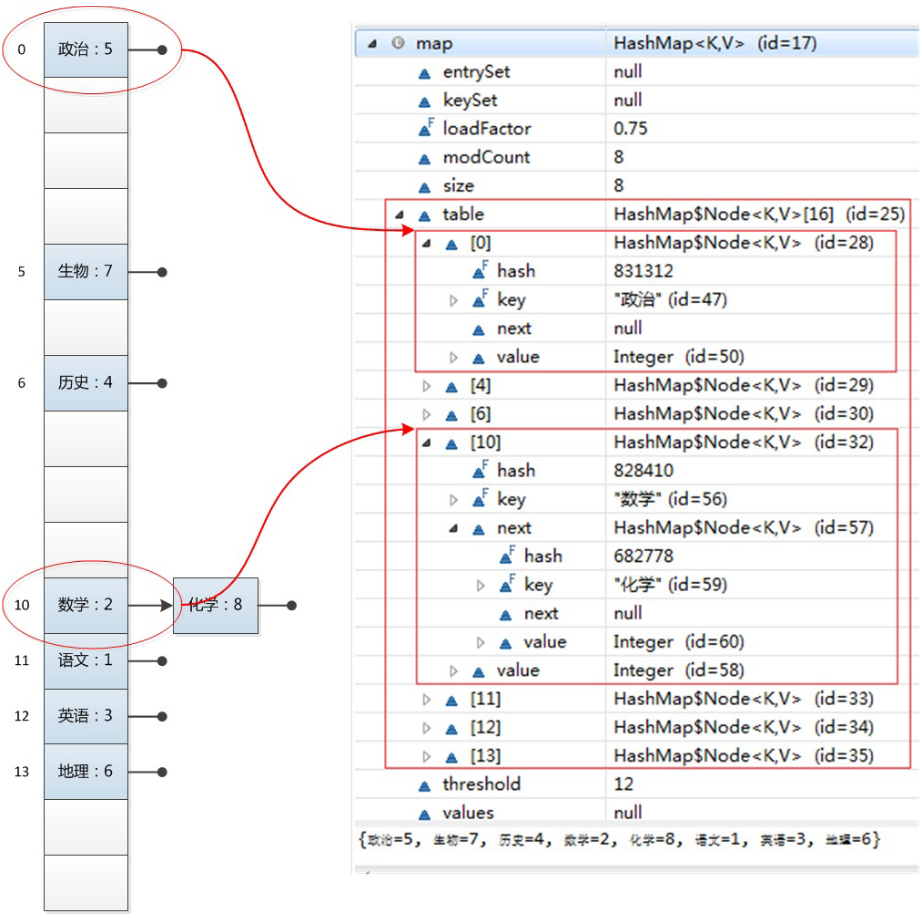 0 政治：5
5 生物：7
6 历史：4
10 数学：2 化学：8
11 语文：1
12 英语：3
13 地理：6
map HashMap<K,V> (id=17)
entrySet null
keySet null
F loadFactor 0.75
modCount 8
size 8
table HashMap$Node<K,V>[16] (id=25)
[0] HashMap$Node<K,V> (id=28)
F hash 831312
F key "政治" (id=47)
next null
value Integer (id=50)
[4] HashMap$Node<K,V> (id=29)
[6] HashMap$Node<K,V> (id=30)
[10] HashMap$Node<K,V> (id=32)
F hash 828410
F key "数学" (id=56)
next HashMap$Node<K,V> (id=57)
F hash 682778
F key "化学" (id=59)
next null
value Integer (id=60)
value Integer (id=58)
[11] HashMap$Node<K,V> (id=33)
[12] HashMap$Node<K,V> (id=34)
[13] HashMap$Node<K,V> (id=35)
threshold 12
values null
{政治=5, 生物=7, 历史=4, 数学=2, 化学=8, 语文=1, 英语=3, 地理=6}